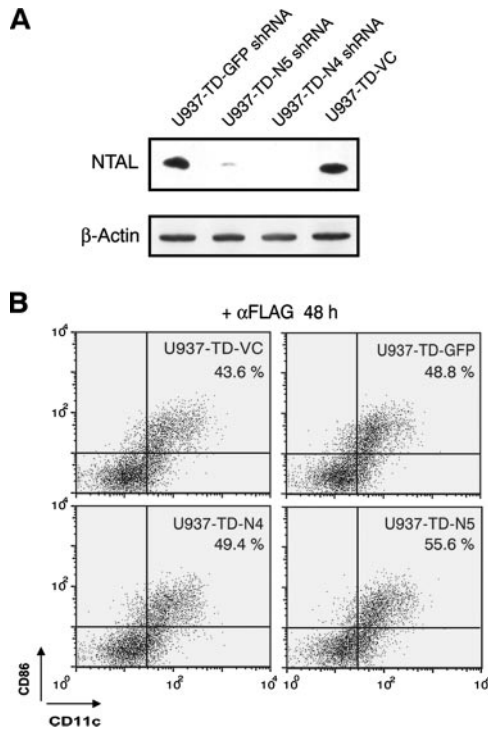 A
U937-TD-GFP shRNA
U937-TD-N5 shRNA
U937-TD-N4 shRNA
U937-TD-VC
NTAL
β-Actin
B
+ αFLAG 48 h
10⁴
U937-TD-VC
43.6 %
U937-TD-GFP
48.8 %
10²
10⁴
U937-TD-N4
49.4 %
U937-TD-N5
55.6 %
10²
CD86
10⁰
10²
10⁴
10⁰
10²
10⁴
CD11c